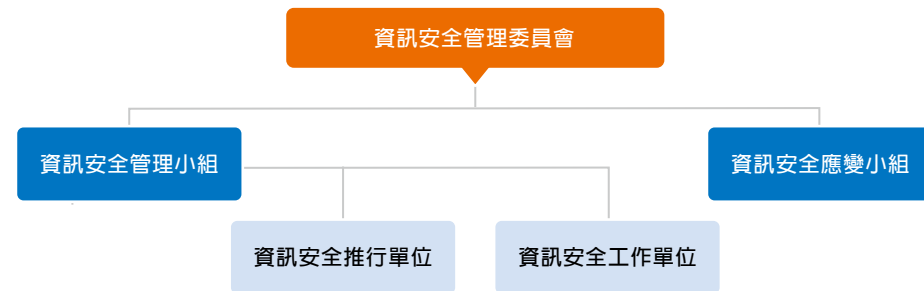 資訊安全管理委員會
資訊安全管理小組
資訊安全應變小組
資訊安全推行單位
資訊安全工作單位